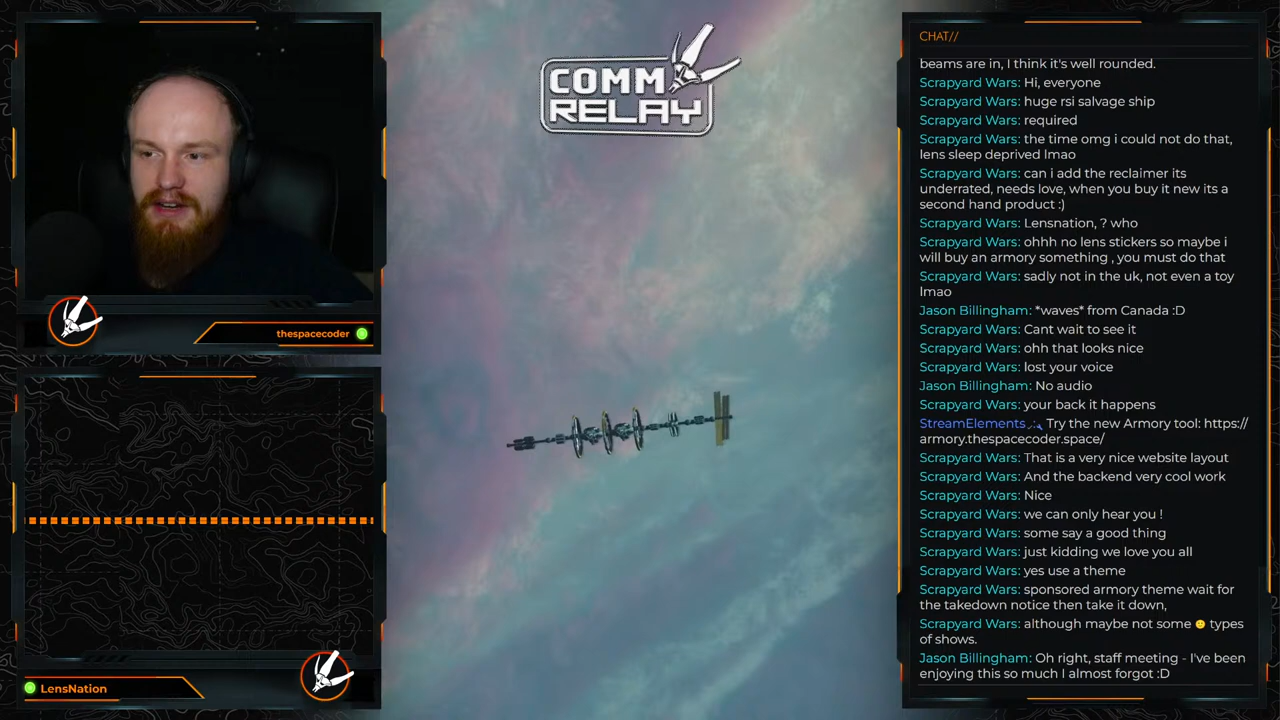 COMM
RELAY
thespacecoder
LensNation
CHAT//
beams are in, I think it's well rounded.
Scrapyard Wars: Hi, everyone
Scrapyard Wars: huge rsi salvage ship
Scrapyard Wars: required
Scrapyard Wars: the time omg i could not do that,
lens sleep deprived lmao
Scrapyard Wars: can i add the reclaimer its
underrated, needs love, when you buy it new its a
second hand product :)
Scrapyard Wars: Lensnation, ? who
Scrapyard Wars: ohhh no lens stickers so maybe i
will buy an armory something , you must do that
Scrapyard Wars: sadly not in the uk, not even a toy
lmao
Jason Billingham: *waves* from Canada :D
Scrapyard Wars: Cant wait to see it
Scrapyard Wars: ohh that looks nice
Scrapyard Wars: lost your voice
Jason Billingham: No audio
Scrapyard Wars: your back it happens
StreamElements Try the new Armory tool: https://
armory.thespacecoder.space/
Scrapyard Wars: That is a very nice website layout
Scrapyard Wars: And the backend very cool work
Scrapyard Wars: Nice
Scrapyard Wars: we can only hear you !
Scrapyard Wars: some say a good thing
Scrapyard Wars: just kidding we love you all
Scrapyard Wars: yes use a theme
Scrapyard Wars: sponsored armory theme wait for
the takedown notice then take it down,
Scrapyard Wars: although maybe not some 🙂 types
of shows.
Jason Billingham: Oh right, staff meeting - I've been
enjoying this so much I almost forgot :D